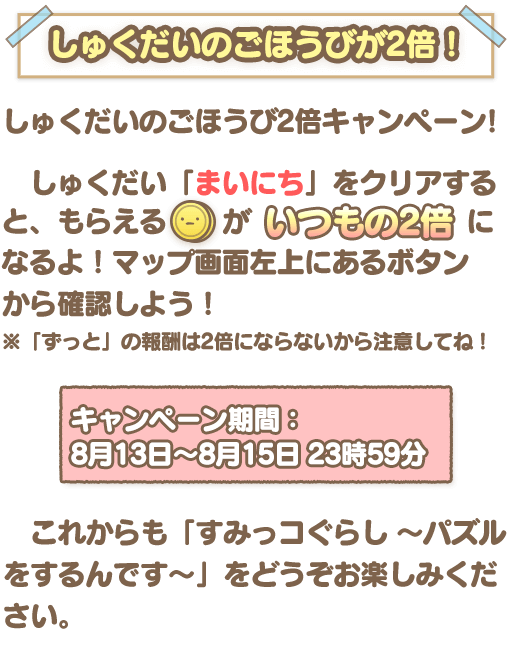 しゅくだいのごほうびが2倍！
しゅくだいのごほうび2倍キャンペーン!
しゅくだい「まいにち」をクリアする
と、もらえる が いつもの2倍 に
なるよ！マップ画面左上にあるボタン
から確認しよう！
※「ずっと」の報酬は2倍にならないから注意してね！
キャンペーン期間：
8月13日～8月15日 23時59分
これからも「すみっコぐらし ～パズル
をするんです～」をどうぞお楽しみくだ
さい。